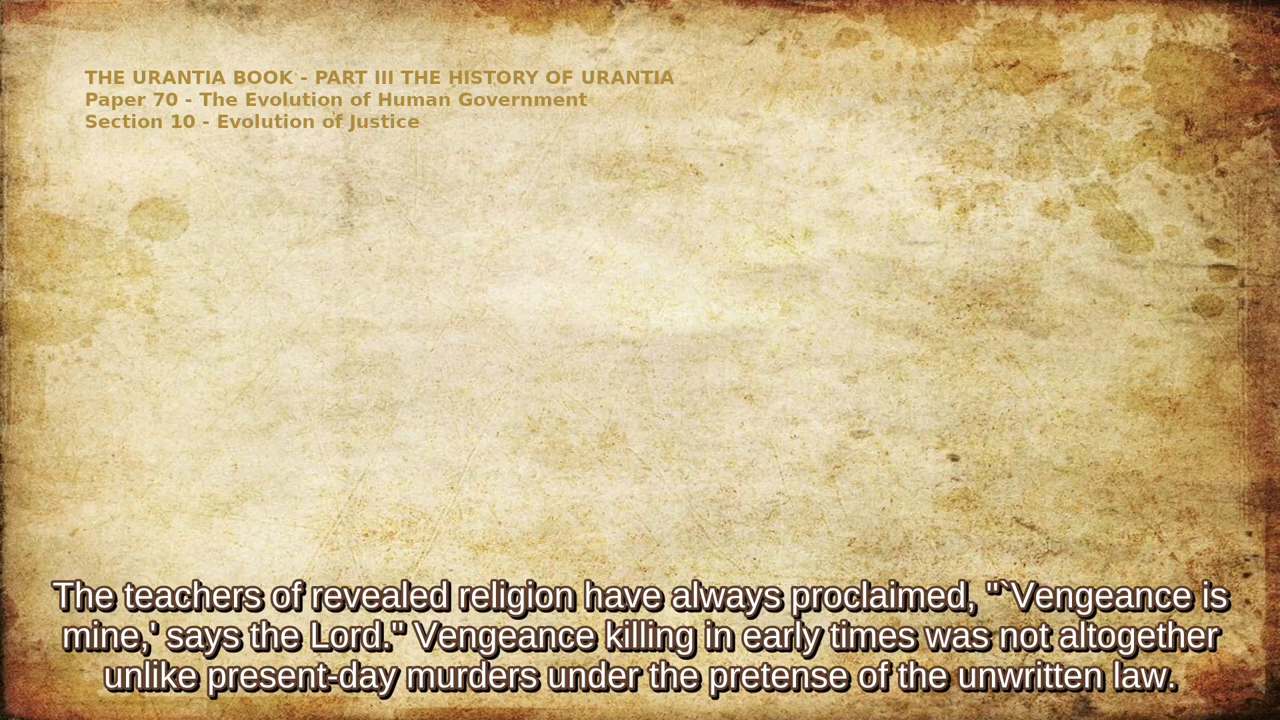 THE URANTIA BOOK - PART III THE HISTORY OF URANTIA
Paper 70 - The Evolution of Human Government
Section 10 - Evolution of Justice
The teachers of revealed religion have always proclaimed, "`Vengeance is
mine,' says the Lord." Vengeance killing in early times was not altogether
unlike present-day murders under the pretense of the unwritten law.